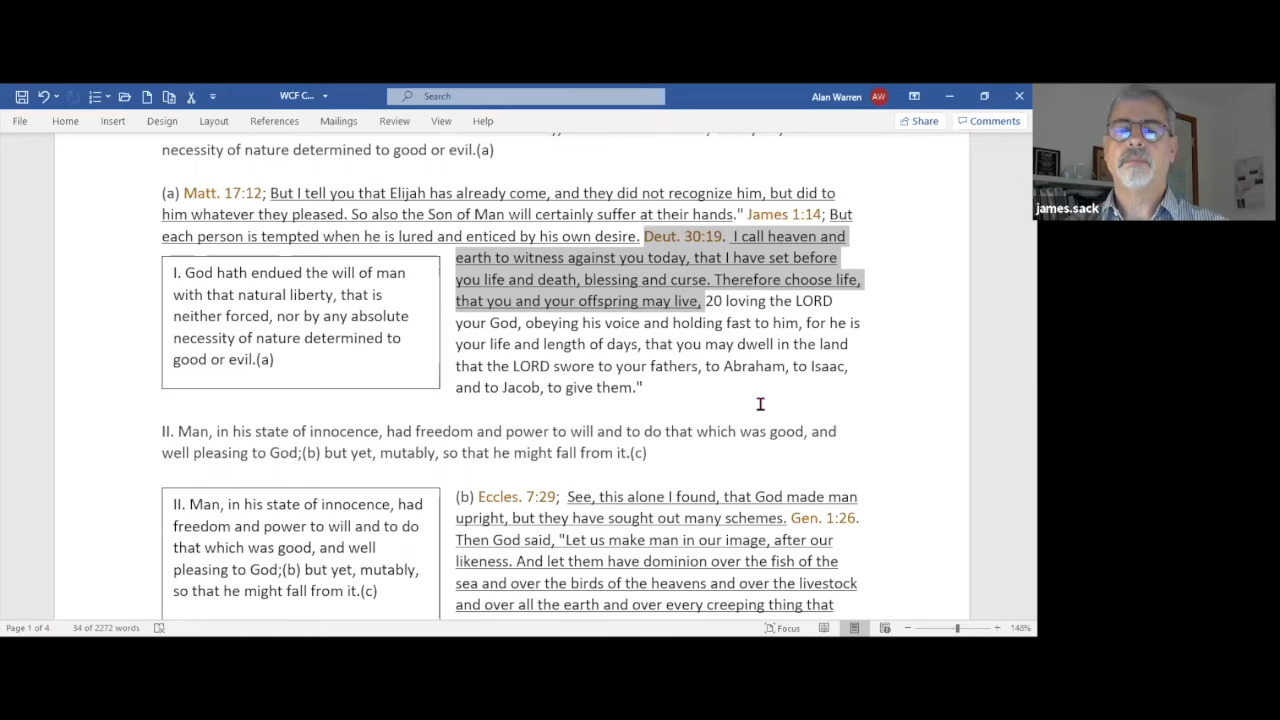 WCF C...
Search
Alan Warren AW
File Home Insert Design Layout References Mailings Review View Help Share Comments
james.sack
necessity of nature determined to good or evil.(a)
(a) Matt. 17:12; But I tell you that Elijah has already come, and they did not recognize him, but did to
him whatever they pleased. So also the Son of Man will certainly suffer at their hands." James 1:14; But
each person is tempted when he is lured and enticed by his own desire. Deut. 30:19. I call heaven and
earth to witness against you today, that I have set before
you life and death, blessing and curse. Therefore choose life,
that you and your offspring may live, 20 loving the LORD
your God, obeying his voice and holding fast to him, for he is
your life and length of days, that you may dwell in the land
that the LORD swore to your fathers, to Abraham, to Isaac,
and to Jacob, to give them."
I. God hath endued the will of man
with that natural liberty, that is
neither forced, nor by any absolute
necessity of nature determined to
good or evil.(a)
II. Man, in his state of innocence, had freedom and power to will and to do that which was good, and
well pleasing to God;(b) but yet, mutably, so that he might fall from it.(c)
II. Man, in his state of innocence, had
freedom and power to will and to do
that which was good, and well
pleasing to God;(b) but yet, mutably,
so that he might fall from it.(c)
(b) Eccles. 7:29; See, this alone I found, that God made man
upright, but they have sought out many schemes. Gen. 1:26.
Then God said, "Let us make man in our image, after our
likeness. And let them have dominion over the fish of the
sea and over the birds of the heavens and over the livestock
and over all the earth and over every creeping thing that
Page 1 of 4 34 of 2272 words Focus 148%